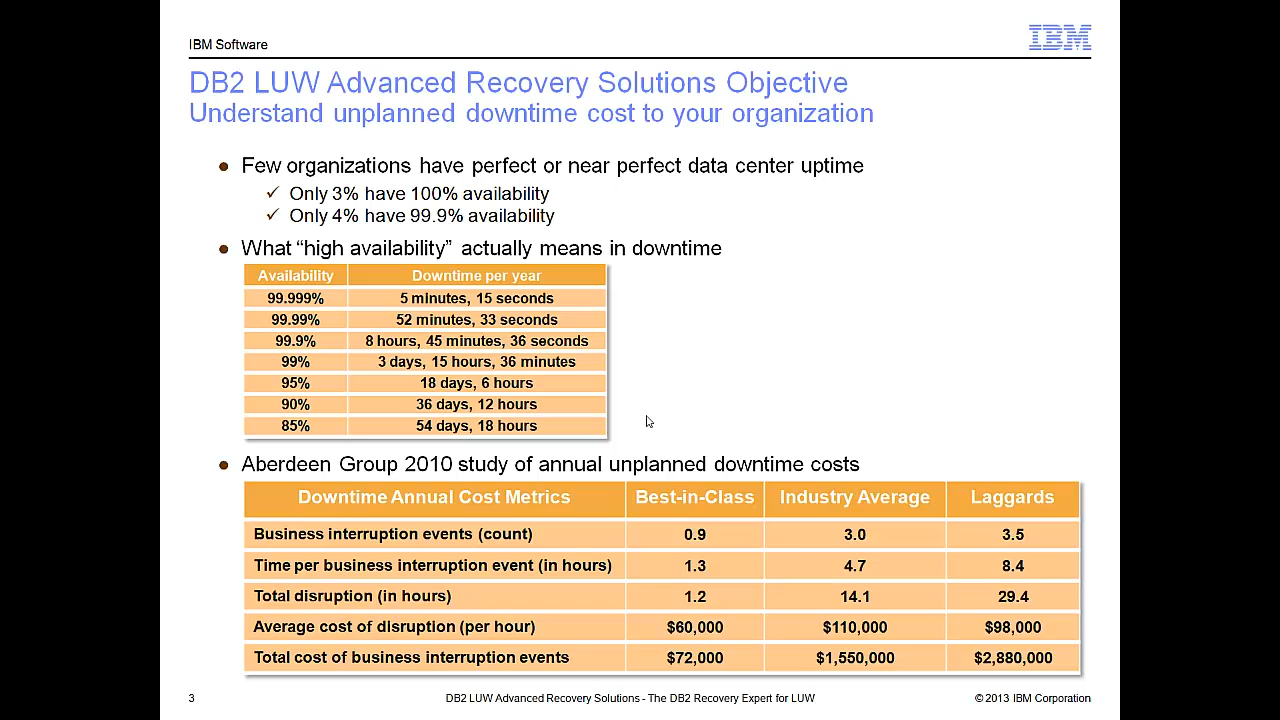 IBM Software
IBM
DB2 LUW Advanced Recovery Solutions Objective
Understand unplanned downtime cost to your organization
Few organizations have perfect or near perfect data center uptime
Only 3% have 100% availability
Only 4% have 99.9% availability
What “high availability” actually means in downtime
Availability Downtime per year
99.999% 5 minutes, 15 seconds
99.99% 52 minutes, 33 seconds
99.9% 8 hours, 45 minutes, 36 seconds
99% 3 days, 15 hours, 36 minutes
95% 18 days, 6 hours
90% 36 days, 12 hours
85% 54 days, 18 hours
Aberdeen Group 2010 study of annual unplanned downtime costs
Downtime Annual Cost Metrics Best-in-Class Industry Average Laggards
Business interruption events (count) 0.9 3.0 3.5
Time per business interruption event (in hours) 1.3 4.7 8.4
Total disruption (in hours) 1.2 14.1 29.4
Average cost of disruption (per hour) $60,000 $110,000 $98,000
Total cost of business interruption events $72,000 $1,550,000 $2,880,000
3 DB2 LUW Advanced Recovery Solutions - The DB2 Recovery Expert for LUW © 2013 IBM Corporation